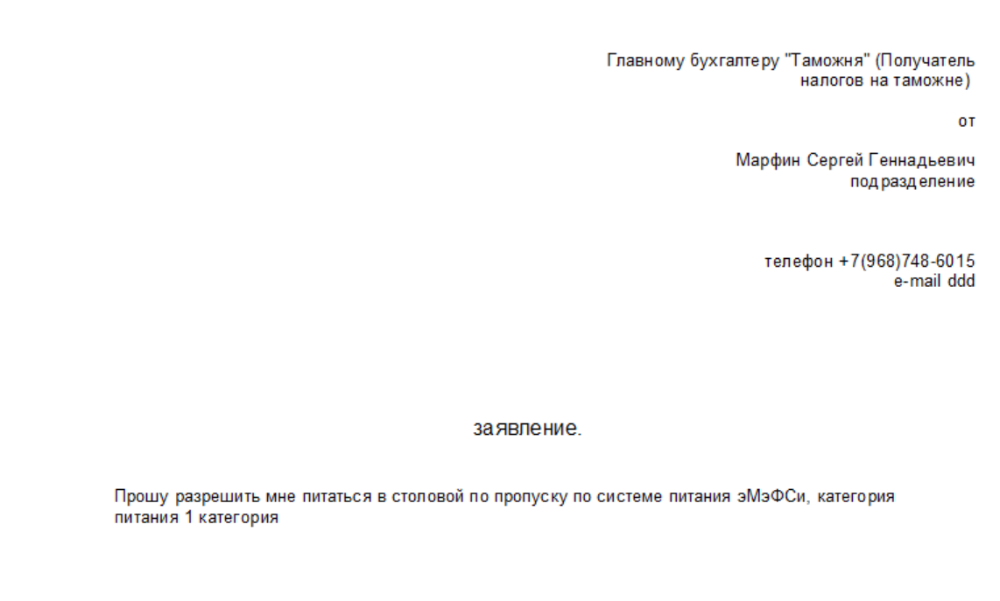 Главному бухгалтеру "Таможня" (Получатель
налогов на таможне)
от
Марфин Сергей Геннадьевич
подразделение
телефон +7(968)748-6015
e-mail ddd
заявление.
Прошу разрешить мне питаться в столовой по пропуску по системе питания эМэФСи, категория
питания 1 категория